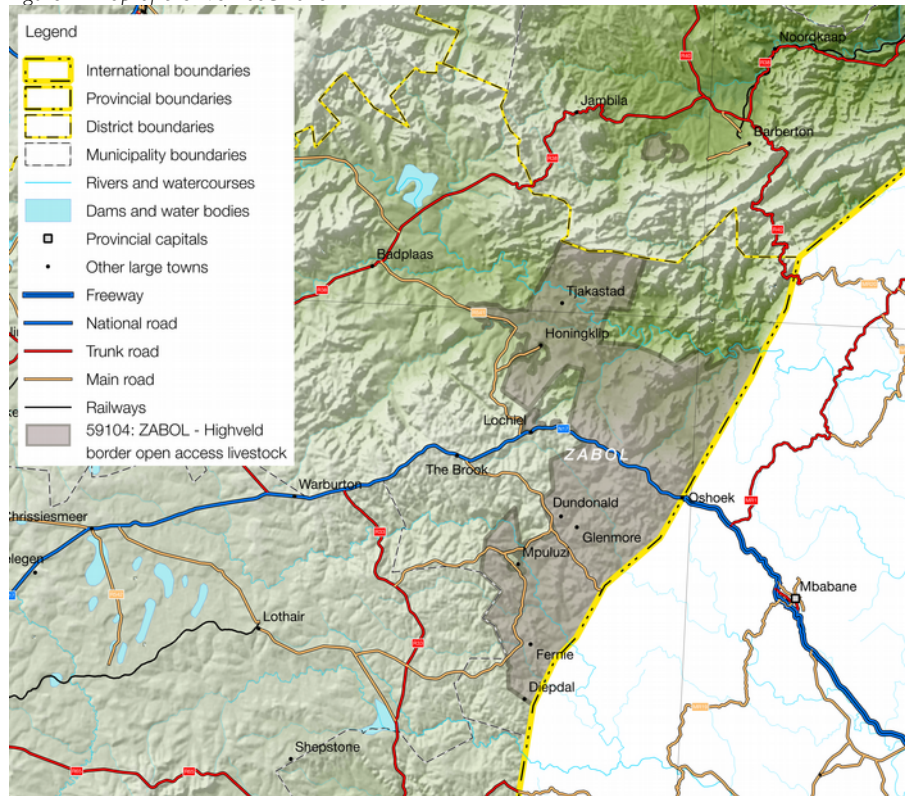 Legend
International boundaries
Provincial boundaries
District boundaries
Municipality boundaries
Rivers and watercourses
Dams and water bodies
Provincial capitals
Other large towns
Freeway
National road
Trunk road
Main road
Railways
59104: ZABOL - Highveld
border open access livestock
Noordkaap
Jambila
Barberton
Badplaas
Tjakastad
Honingklip
Lochiel
ZABOL
The Brook
Warburton
Oshoek
Chrissiesmeer
Dundonald
Glenmore
Mpuluzi
elegen
Mbabane
Lothair
Fernie
Diepdal
Shepstone